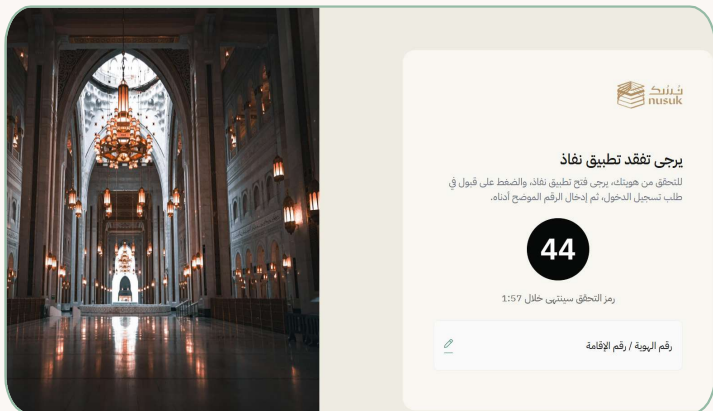 نُسُك
nusuk
يرجى تفقد تطبيق نفاذ
للتحقق من هويتك، يرجى فتح تطبيق نفاذ، والضغط على قبول في
طلب تسجيل الدخول، ثم إدخال الرقم الموضح أدناه.
44
رمز التحقق سينتهي خلال 1:57
رقم الهوية / رقم الإقامة